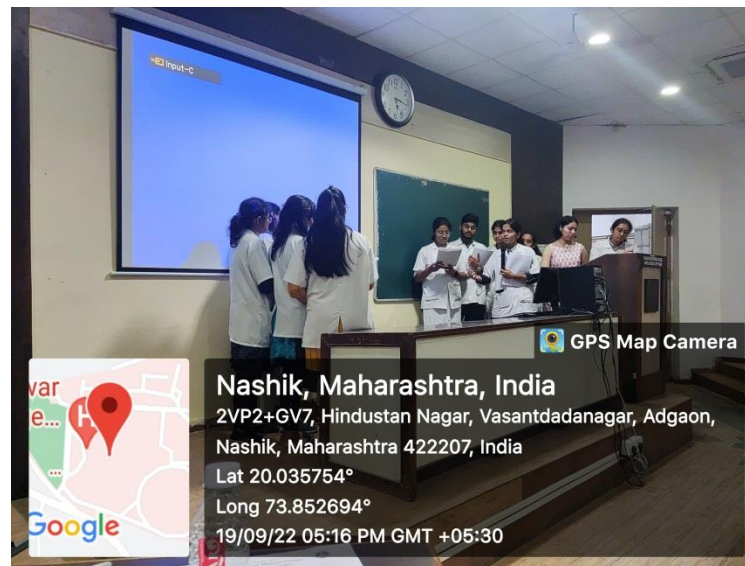 Input-C
GPS Map Camera
var
e...
H
...
Google
Nashik, Maharashtra, India
2VP2+GV7, Hindustan Nagar, Vasantdadanagar, Adgaon,
Nashik, Maharashtra 422207, India
Lat 20.035754°
Long 73.852694°
19/09/22 05:16 PM GMT +05:30